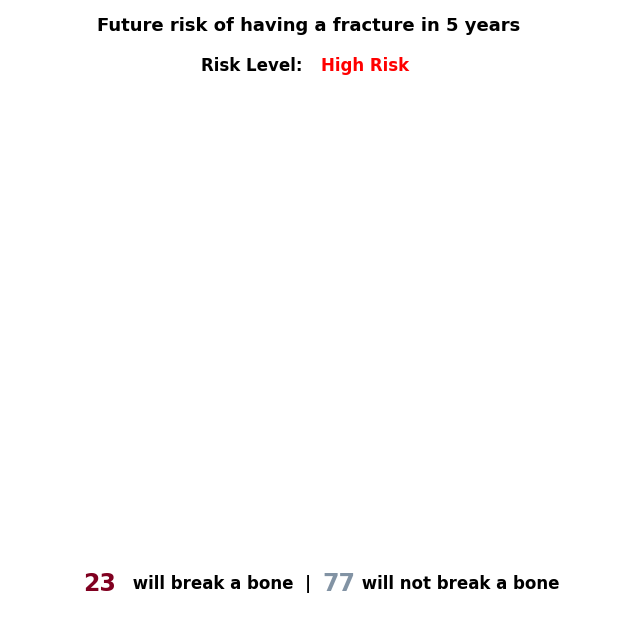 Future risk of having a fracture in 5 years
Risk Level: High Risk
23 will break a bone | 77 will not break a bone